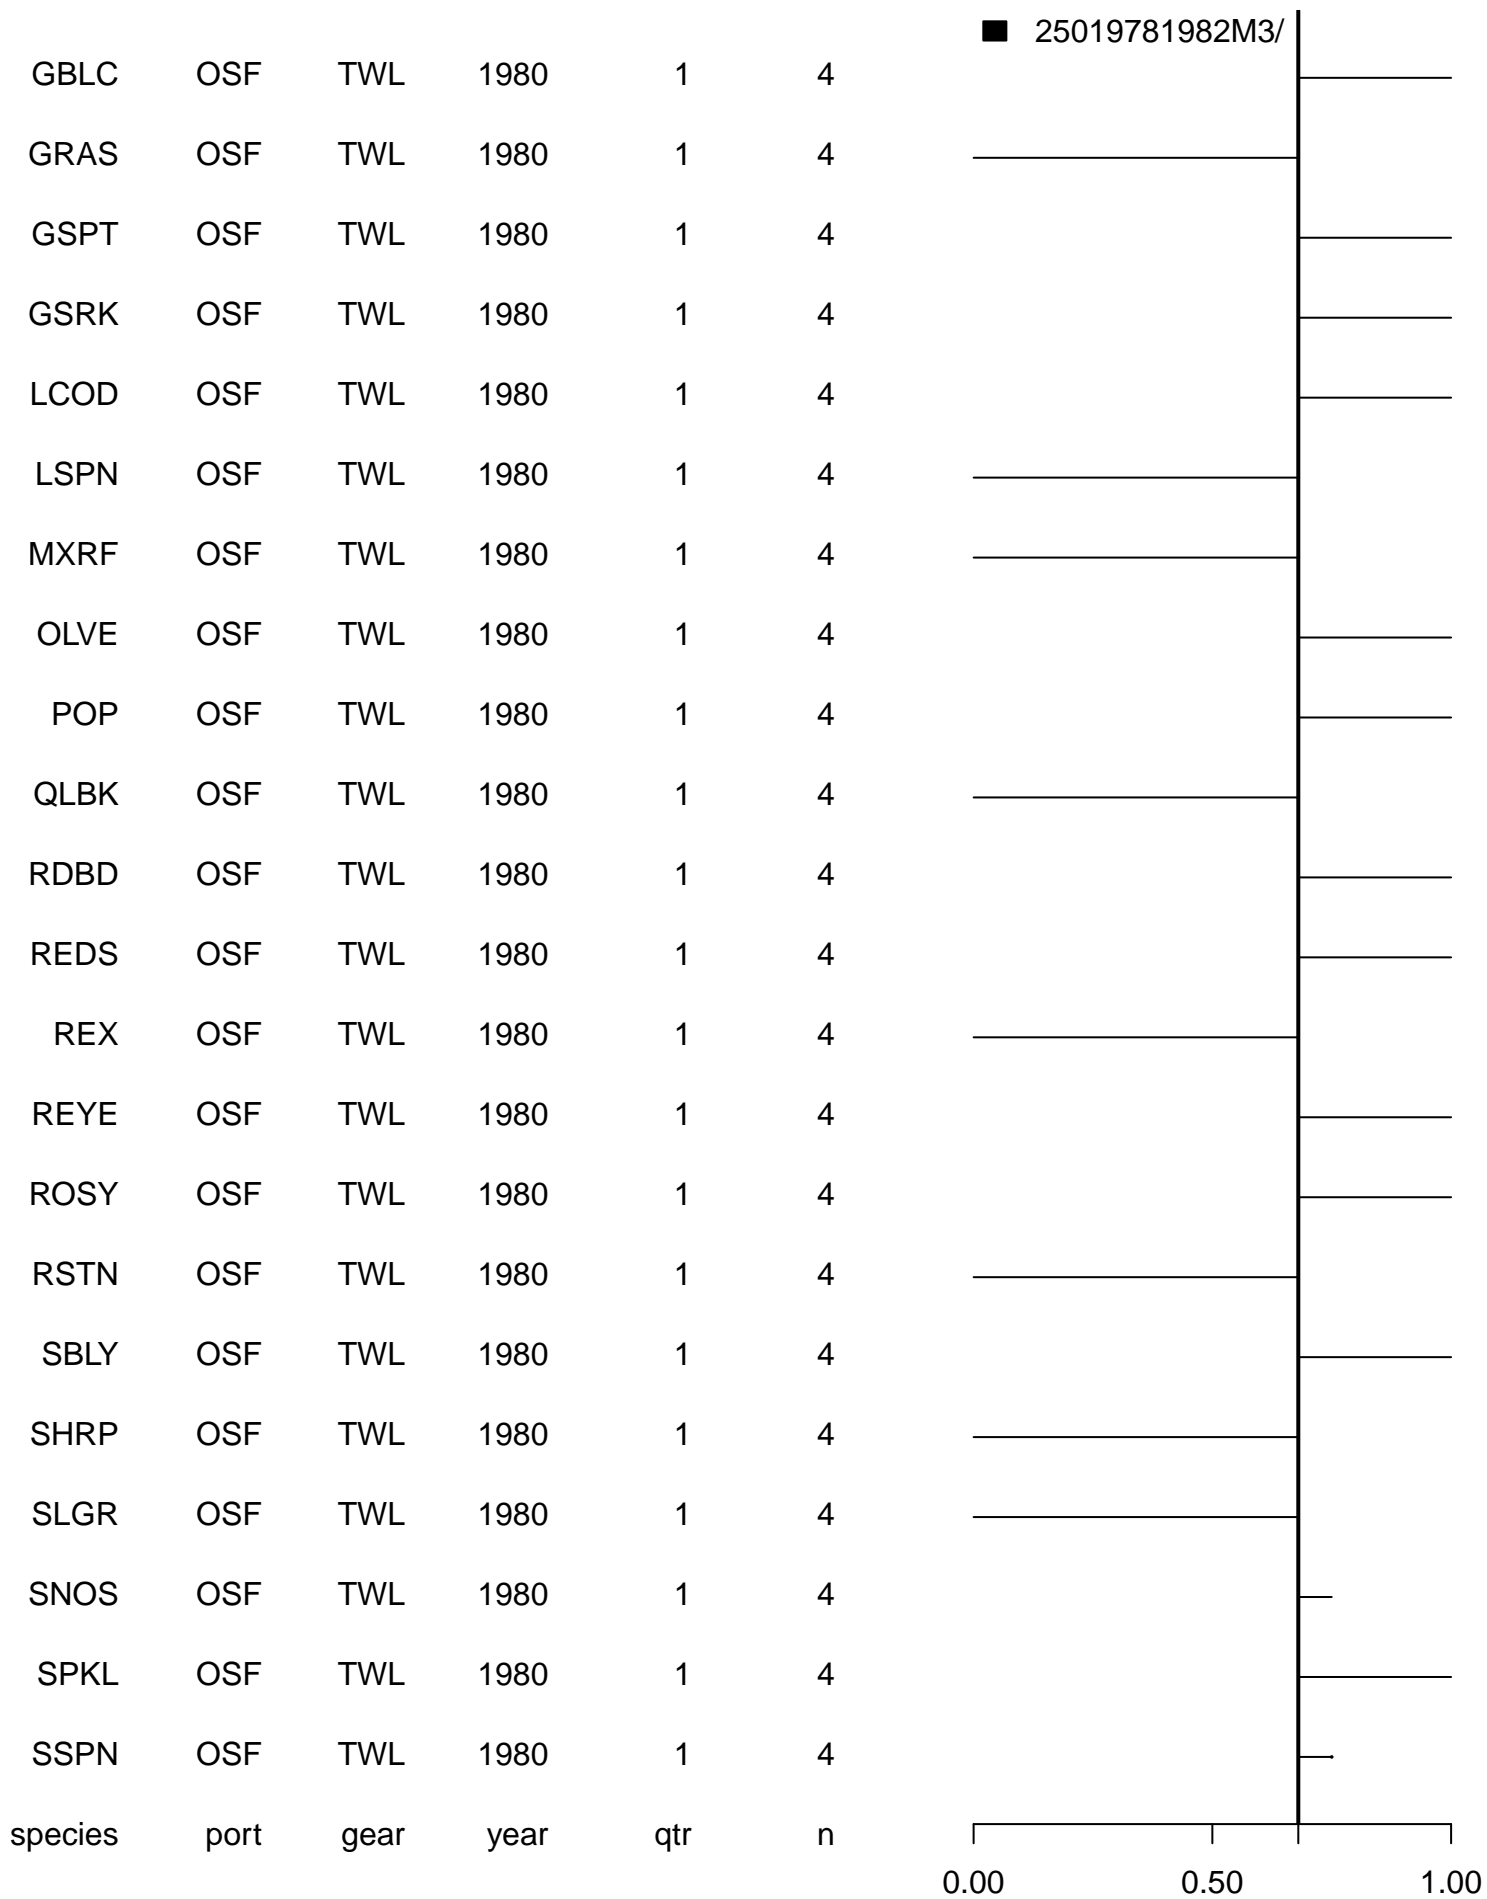 25019781982M3/
GBLC OSF TWL 1980 1 4
GRAS OSF TWL 1980 1 4
GSPT OSF TWL 1980 1 4
GSRK OSF TWL 1980 1 4
LCOD OSF TWL 1980 1 4
LSPN OSF TWL 1980 1 4
MXRF OSF TWL 1980 1 4
OLVE OSF TWL 1980 1 4
POP OSF TWL 1980 1 4
QLBK OSF TWL 1980 1 4
RDBD OSF TWL 1980 1 4
REDS OSF TWL 1980 1 4
REX OSF TWL 1980 1 4
REYE OSF TWL 1980 1 4
ROSY OSF TWL 1980 1 4
RSTN OSF TWL 1980 1 4
SBLY OSF TWL 1980 1 4
SHRP OSF TWL 1980 1 4
SLGR OSF TWL 1980 1 4
SNOS OSF TWL 1980 1 4
SPKL OSF TWL 1980 1 4
SSPN OSF TWL 1980 1 4
species port gear year qtr n
0.00 0.50 1.00